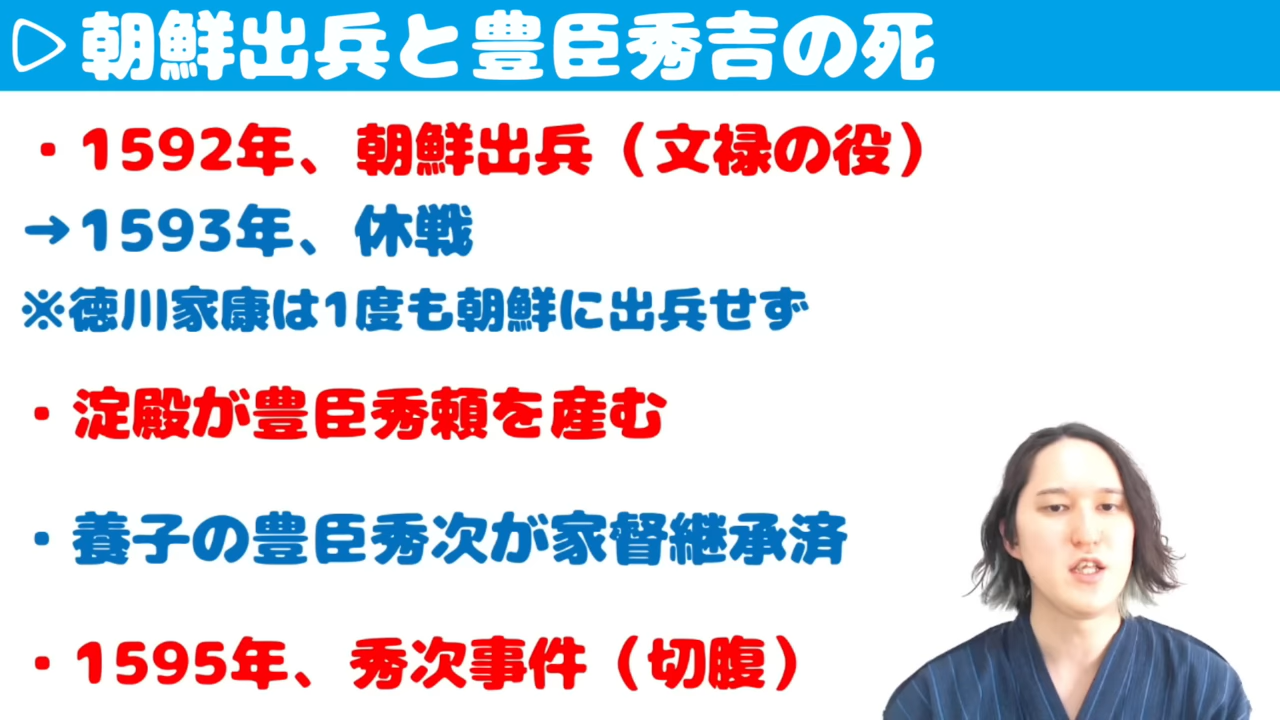 朝鮮出兵と豊臣秀吉の死
・1592年、朝鮮出兵（文禄の役）
→1593年、休戦
※徳川家康は1度も朝鮮に出兵せず
・淀殿が豊臣秀頼を産む
・養子の豊臣秀次が家督継承済
・1595年、秀次事件（切腹）